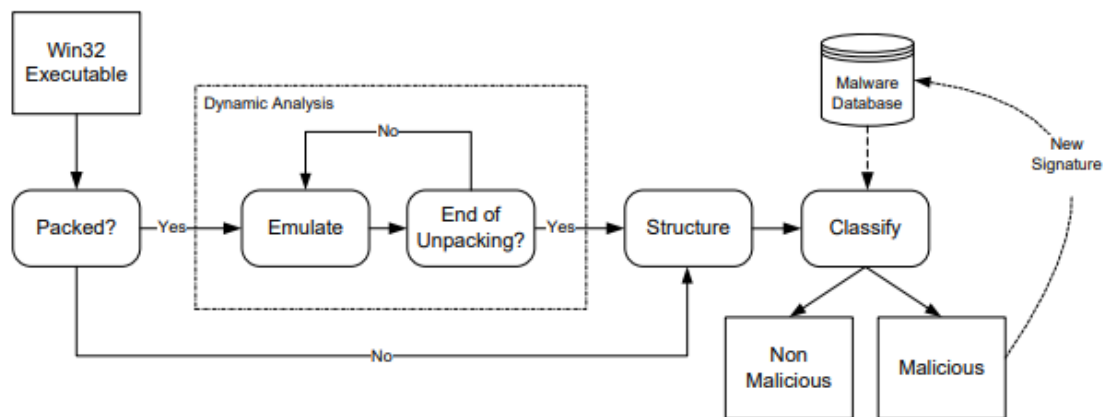 Win32
Executable
Dynamic Analysis
Malware
Database
No
New
Signature
Packed?
Yes
Emulate
End of
Unpacking?
Yes
Structure
Classify
No
Non
Malicious
Malicious